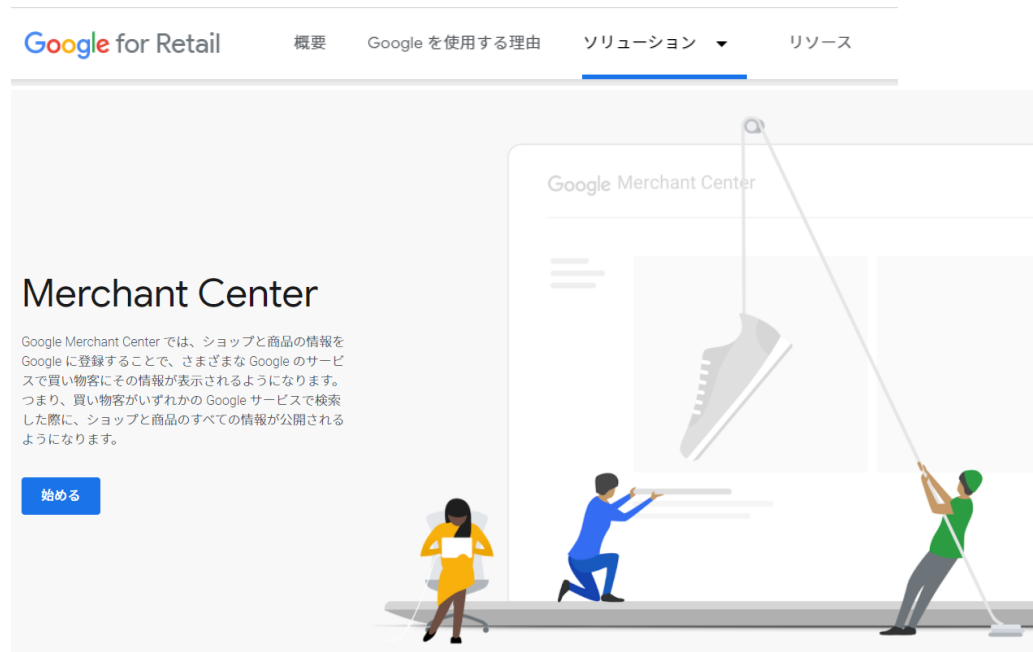 Google for Retail 概要 Google を使用する理由 ソリューション リソース
Google Merchant Center
Merchant Center
Google Merchant Center では、ショップと商品の情報を
Google に登録することで、さまざまな Google のサービ
スで買い物客にその情報が表示されるようになります。
つまり、買い物客がいずれかの Google サービスで検索
した際に、ショップと商品のすべての情報が公開される
ようになります。
始める